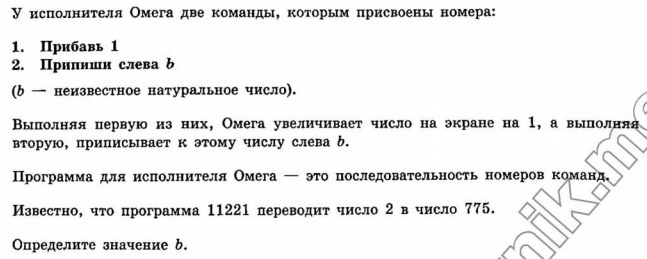 У исполнителя Омега две команды, которым присвоены номера:
1. Прибавь 1
2. Припиши слева b
(b — неизвестное натуральное число).
Выполняя первую из них, Омега увеличивает число на экране на 1, а выполняя
вторую, приписывает к этому числу слева b.
Программа для исполнителя Омега — это последовательность номеров команд.
Известно, что программа 11221 переводит число 2 в число 775.
Определите значение b.
nik.me